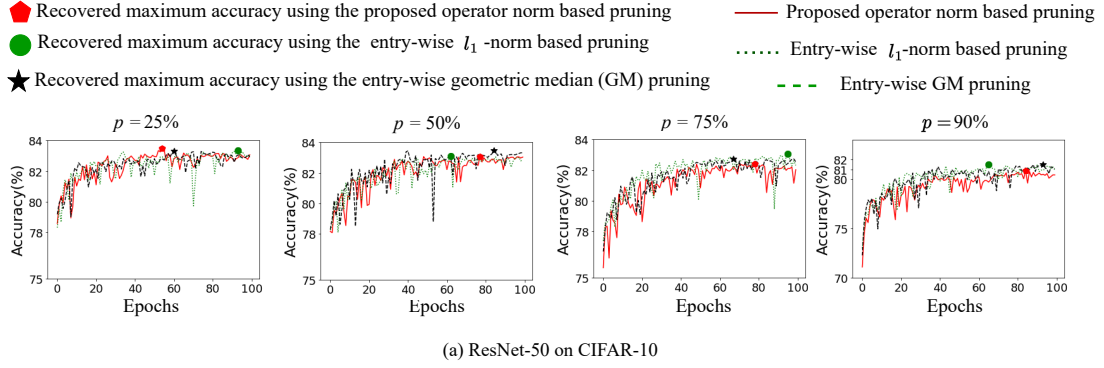 Recovered maximum accuracy using the proposed operator norm based pruning
Proposed operator norm based pruning
Recovered maximum accuracy using the entry-wise l₁ -norm based pruning
Entry-wise l₁-norm based pruning
Recovered maximum accuracy using the entry-wise geometric median (GM) pruning
Entry-wise GM pruning
p = 25%
p = 50%
p = 75%
p = 90%
Accuracy(%)
84
82
80
78
75
0 20 40 60 80 100
Epochs
Accuracy(%)
84
82
80
78
75
0 20 40 60 80 100
Epochs
Accuracy(%)
84
82
80
78
75
0 20 40 60 80 100
Epochs
Accuracy(%)
82
81
80
75
70
0 20 40 60 80 100
Epochs
(a) ResNet-50 on CIFAR-10